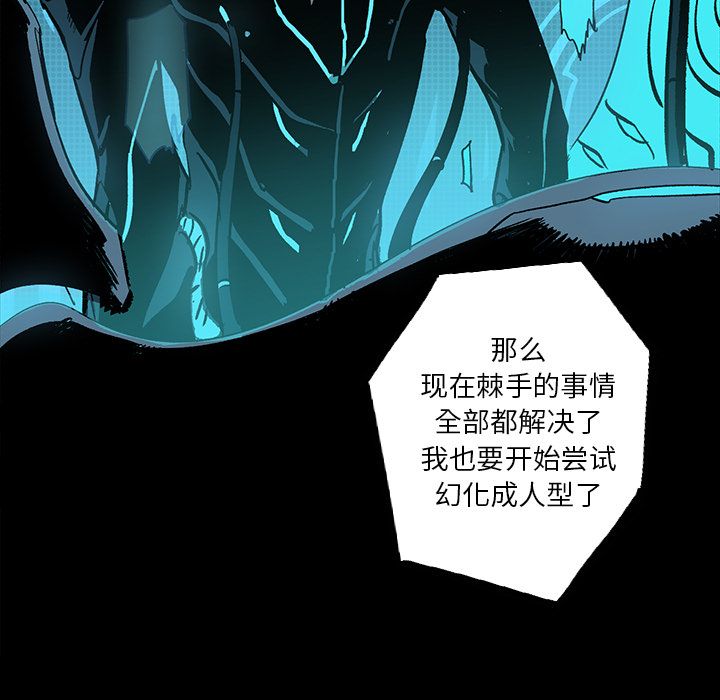 那么
现在棘手的事情
全部都解决了
我也要开始尝试
幻化成人型了